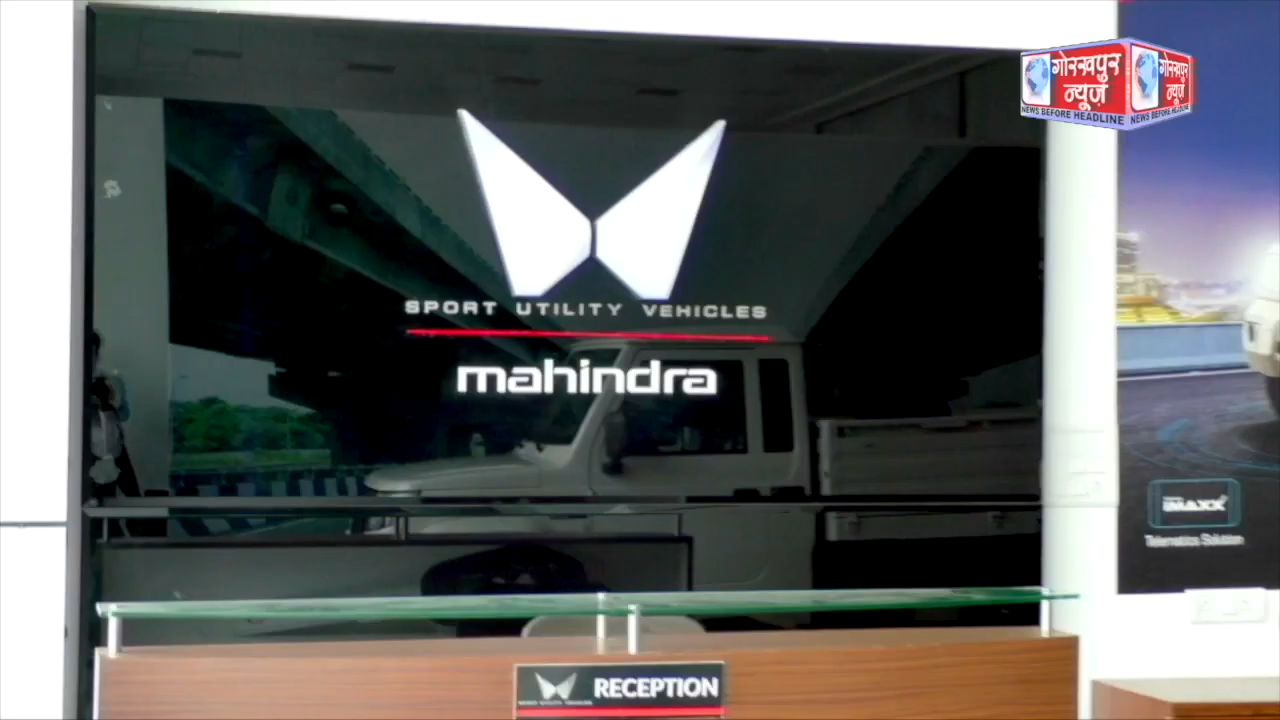 SPORT UTILITY VEHICLES
mahindra
RECEPTION
गोरखपुर
न्यूज़
NEWS BEFORE HEADLINE
गोरखपुर
न्यूज़
NEWS BEFORE HEADLINE
iMAXX
Telematics Solution